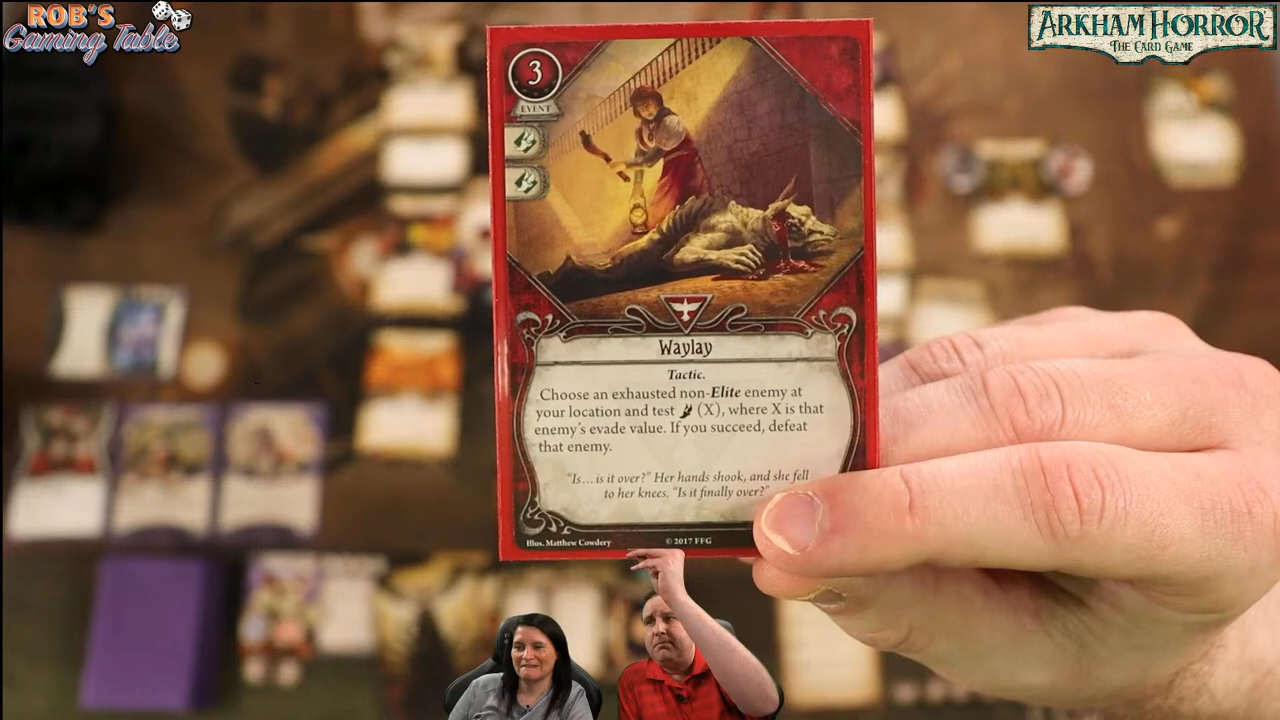 ROB'S
Gaming Table
ARKHAM HORROR
THE CARD GAME
3
EVENT
Waylay
Tactic.
Choose an exhausted non-Elite enemy at
your location and test (X), where X is that
enemy's evade value. If you succeed, defeat
that enemy.
"Is... is it over?" Her hands shook, and she fell
to her knees. "Is it finally over?"
Illus. Matthew Cowdery
© 2017 FFG